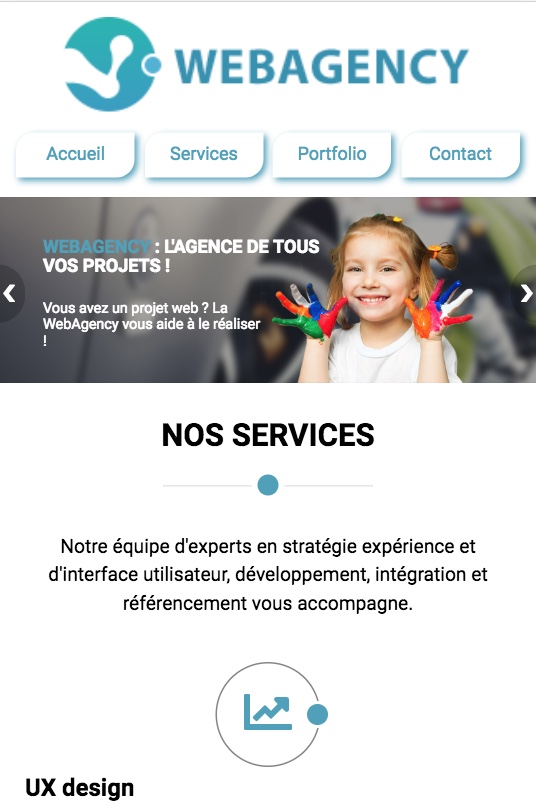 WEBAGENCY
Accueil Services Portfolio Contact
WEBAGENCY : L'AGENCE DE TOUS
VOS PROJETS !
Vous avez un projet web ? La
WebAgency vous aide à le réaliser
!
NOS SERVICES
Notre équipe d'experts en stratégie expérience et
d'interface utilisateur, développement, intégration et
référencement vous accompagne.
UX design